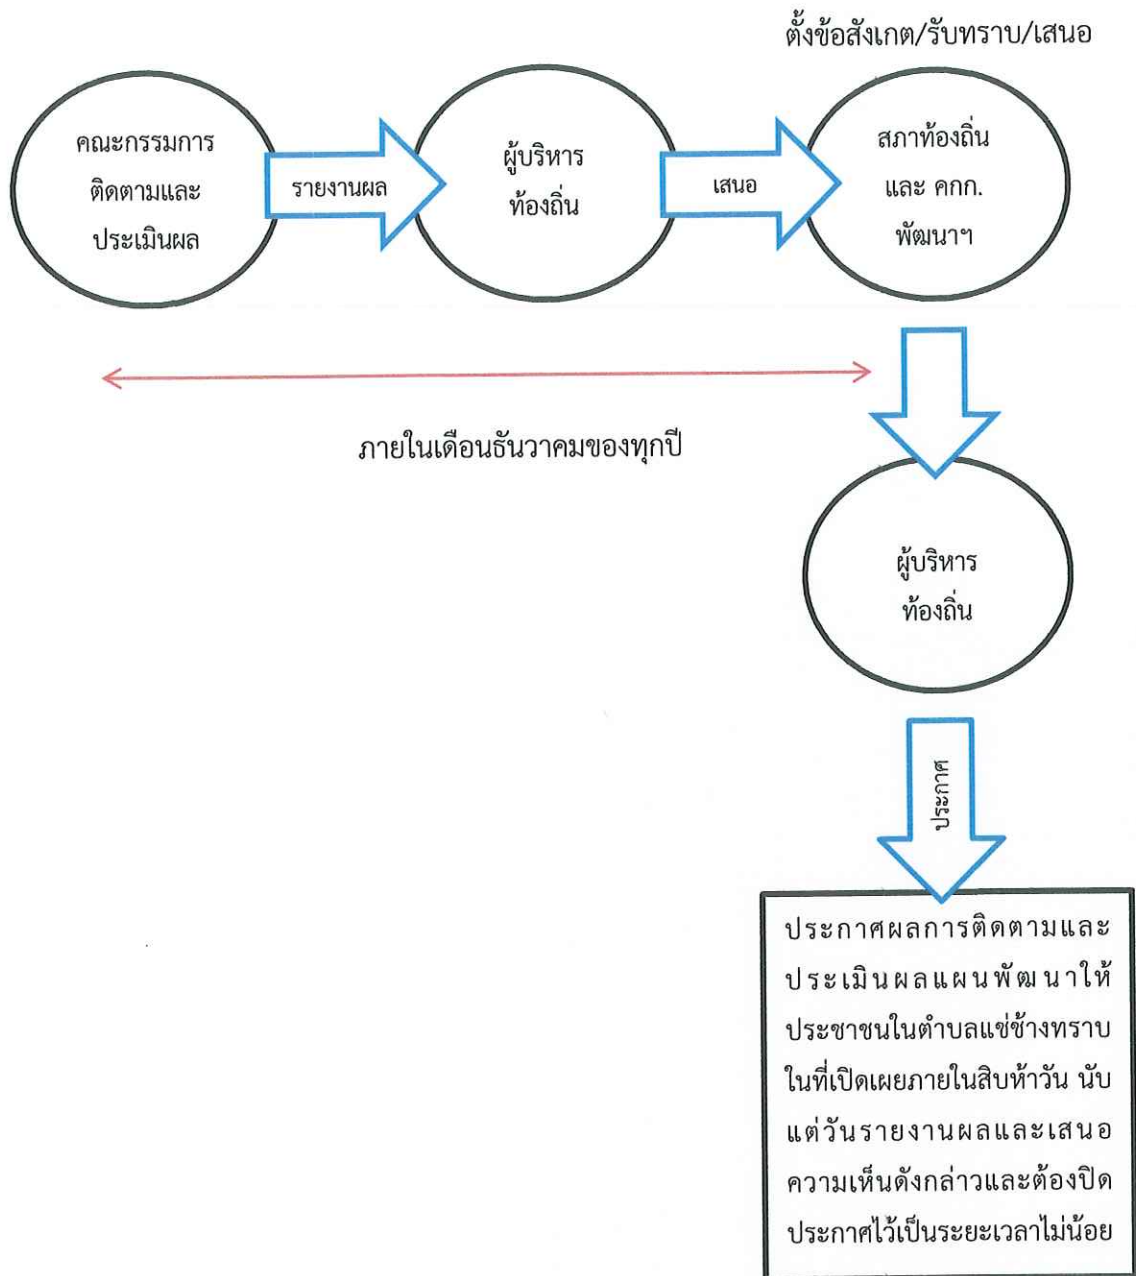 ตั้งข้อสังเกต/รับทราบ/เสนอ
คณะกรรมการ
ติดตามและ
ประเมินผล
รายงานผล
ผู้บริหาร
ท้องถิ่น
เสนอ
สภาท้องถิ่น
และ คกก.
พัฒนาฯ
ภายในเดือนธันวาคมของทุกปี
ผู้บริหาร
ท้องถิ่น
ประกาศ
ประกาศผลการติดตามและ
ประเมินผลแผนพัฒนาให้
ประชาชนในตำบลแช่ช้างทราบ
ในที่เปิดเผยภายในสิบห้าวัน นับ
แต่วันรายงานผลและเสนอ
ความเห็นดังกล่าวและต้องปิด
ประกาศไว้เป็นระยะเวลาไม่น้อย